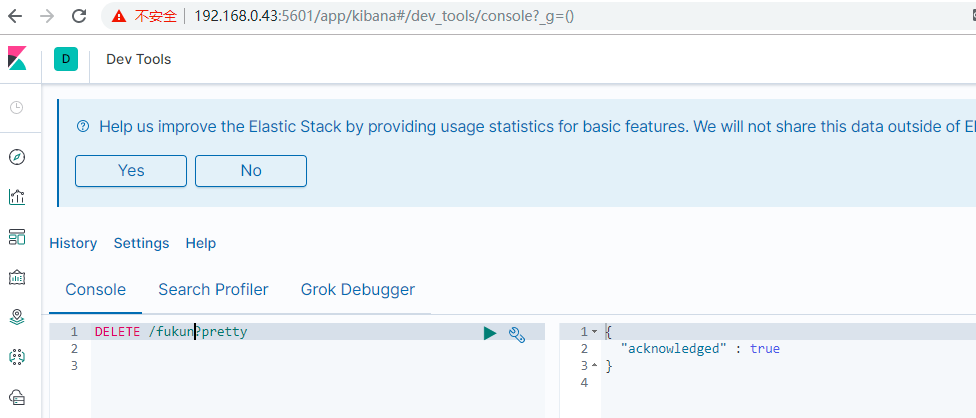 不安全 | 192.168.0.43:5601/app/kibana#/dev_tools/console?_g=()
D Dev Tools
Help us improve the Elastic Stack by providing usage statistics for basic features. We will not share this data outside of El
Yes No
History Settings Help
Console Search Profiler Grok Debugger
1 DELETE /fukun?pretty
2
3
1 {
2 "acknowledged" : true
3 }
4